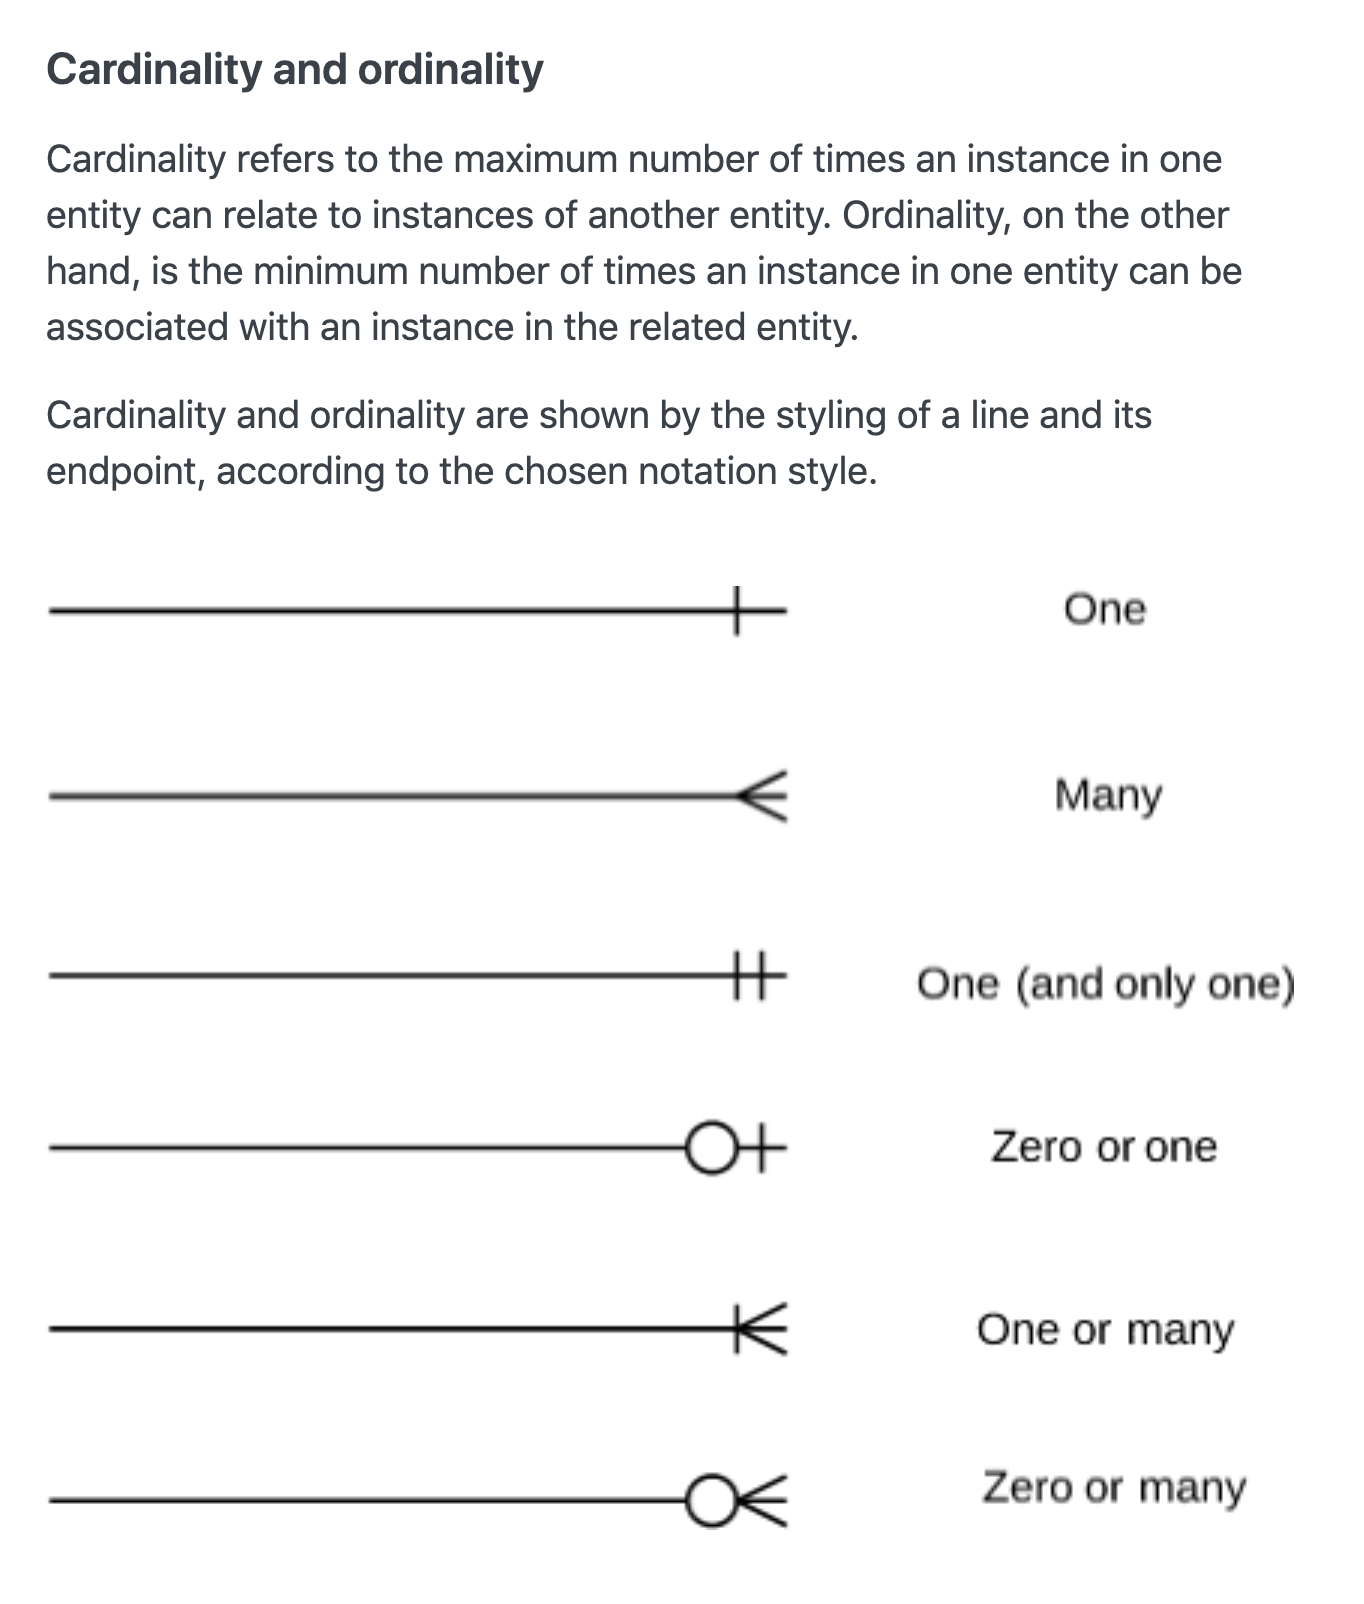 Cardinality and ordinality
Cardinality refers to the maximum number of times an instance in one
entity can relate to instances of another entity. Ordinality, on the other
hand, is the minimum number of times an instance in one entity can be
associated with an instance in the related entity.
Cardinality and ordinality are shown by the styling of a line and its
endpoint, according to the chosen notation style.
One
Many
One (and only one)
Zero or one
One or many
Zero or many